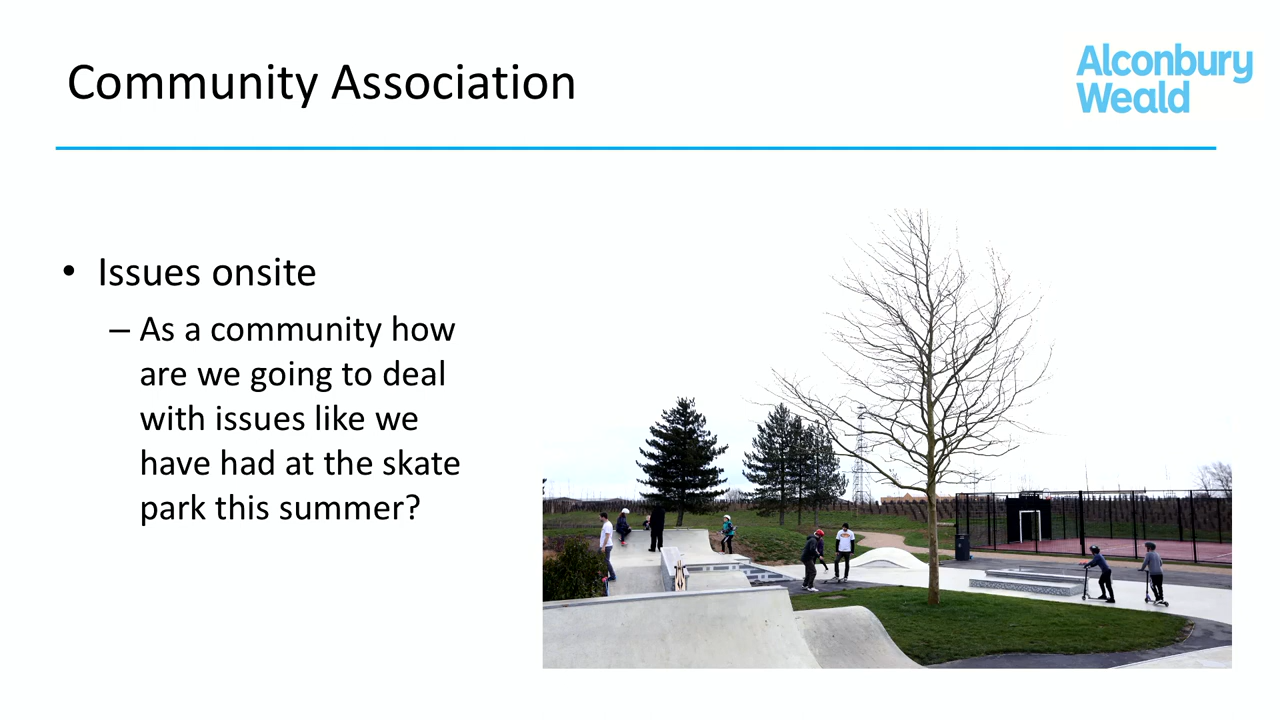 Community Association
Alconbury
Weald
• Issues onsite
– As a community how
are we going to deal
with issues like we
have had at the skate
park this summer?